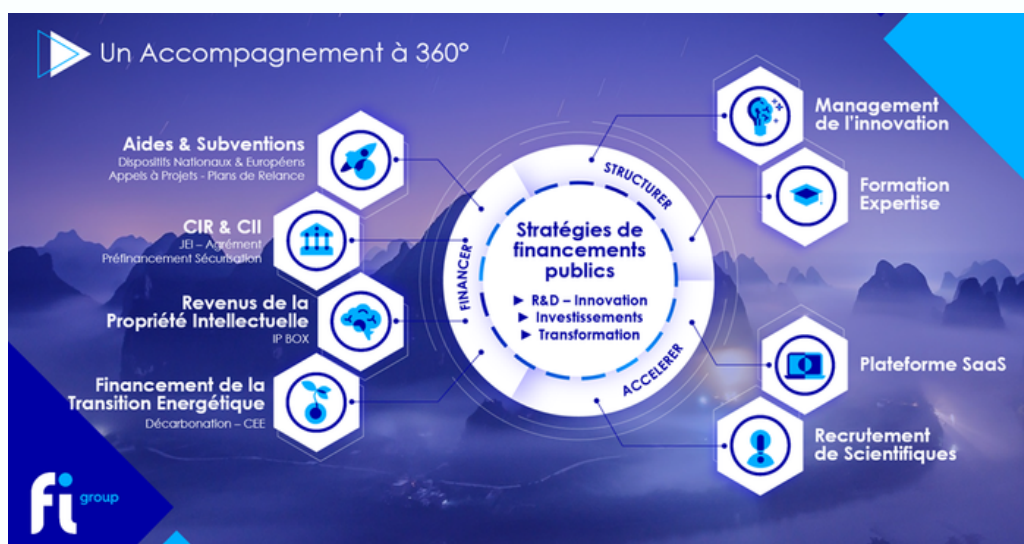 Un Accompagnement à 360°
Aides & Subventions
Dispositifs Nationaux & Européens
Appels à Projets - Plans de Relance
CIR & CII
JEI – Agrément
Préfinancement Sécurisation
Revenus de la
Propriété Intellectuelle
IP BOX
Financement de la
Transition Energétique
Décarbonation – CEE
FINANCER
STRUCTURER
ACCELERER
Stratégies de
financements
publics
► R&D – Innovation
► Investissements
► Transformation
Management
de l'innovation
Formation
Expertise
Plateforme SaaS
Recrutement
de Scientifiques
fi group